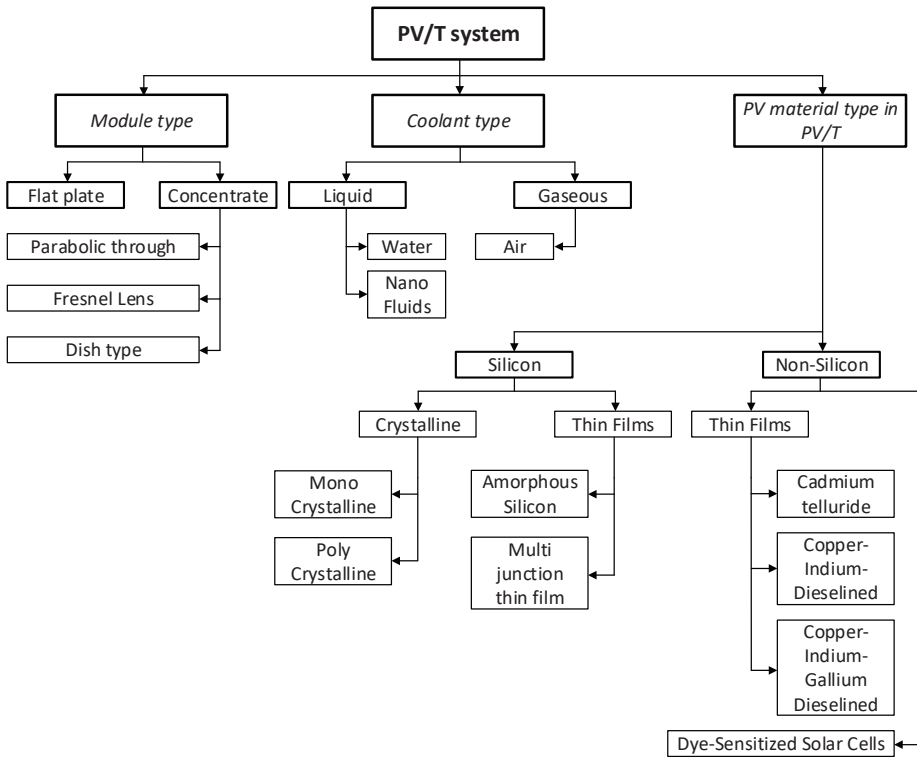 PV/T system
Module type
Coolant type
PV material type in
PV/T
Flat plate
Concentrate
Liquid
Gaseous
Parabolic through
Water
Air
Fresnel Lens
Nano
Fluids
Dish type
Silicon
Non-Silicon
Crystalline
Thin Films
Thin Films
Mono
Crystalline
Amorphous
Silicon
Cadmium
telluride
Poly
Crystalline
Multi
junction
thin film
Copper-
Indium-
Dieselined
Copper-
Indium-
Gallium
Dieselined
Dye-Sensitized Solar Cells